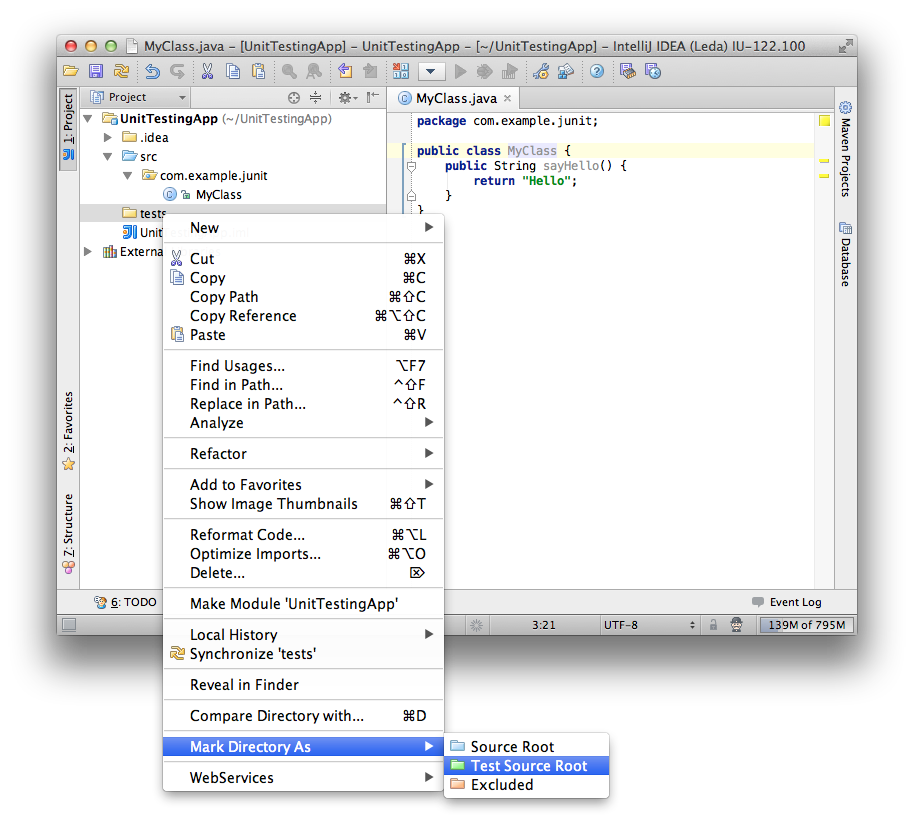 MyClass.java – [UnitTestingApp] – UnitTestingApp – [~/UnitTestingApp] – IntelliJ IDEA (Leda) IU-122.100
1: Project
2: Favorites
7: Structure
Project
UnitTestingApp (~/UnitTestingApp)
.idea
src
com.example.junit
MyClass
tests
Unit
Externa
MyClass.java
package com.example.junit;
public class MyClass {
public String sayHello() {
return "Hello";
}
}
Maven Projects
Database
New
Cut ⌘X
Copy ⌘C
Copy Path ⌘⇧C
Copy Reference ⌘⌥⇧C
Paste ⌘V
Find Usages... ⌥F7
Find in Path... ^⇧F
Replace in Path... ^⇧R
Analyze
Refactor
Add to Favorites
Show Image Thumbnails ⌘⇧T
Reformat Code... ⌘⌥L
Optimize Imports... ⌘⌥O
Delete... ⌦
Make Module 'UnitTestingApp'
Local History
Synchronize 'tests'
Reveal in Finder
Compare Directory with... ⌘D
Mark Directory As
WebServices
Source Root
Test Source Root
Excluded
6: TODO
Event Log
3:21
UTF-8
139M of 795M